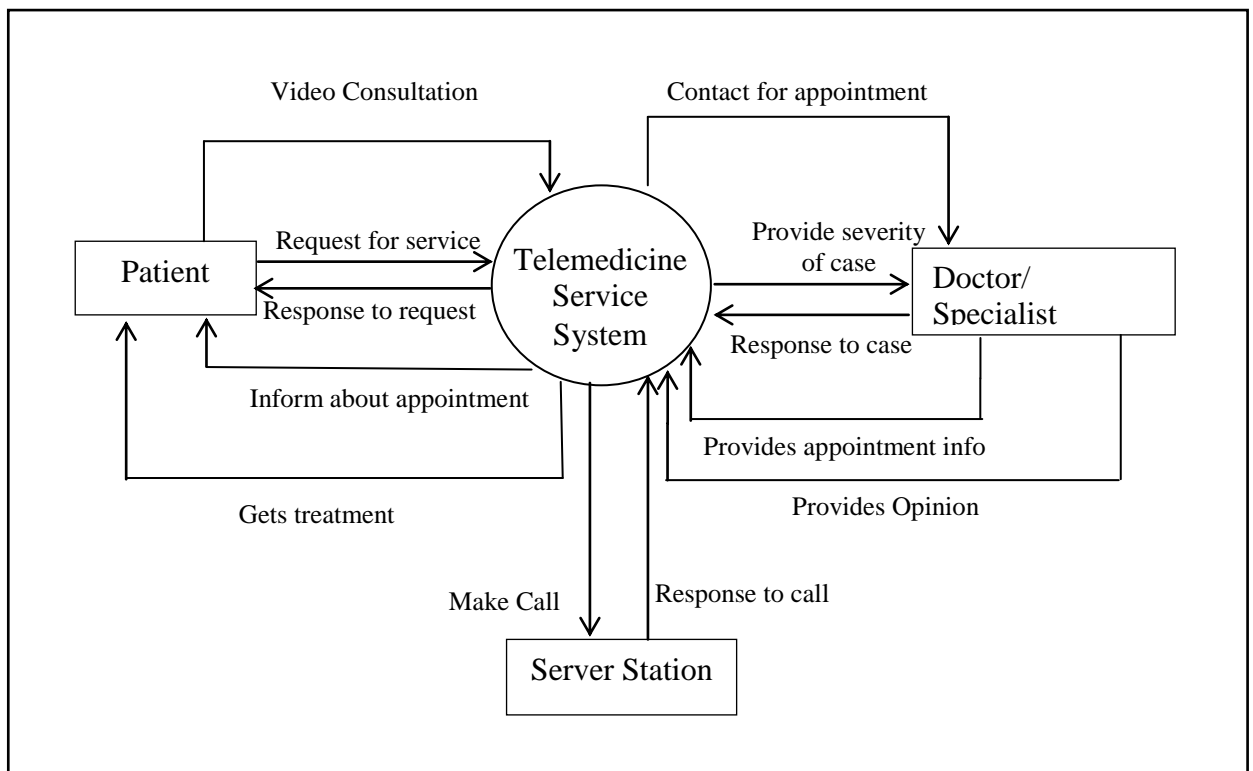 Video Consultation
Contact for appointment
Request for service
Patient
Response to request
Telemedicine
Service
System
Provide severity
of case
Doctor/
Specialist
Response to case
Inform about appointment
Provides appointment info
Gets treatment
Provides Opinion
Make Call
Response to call
Server Station